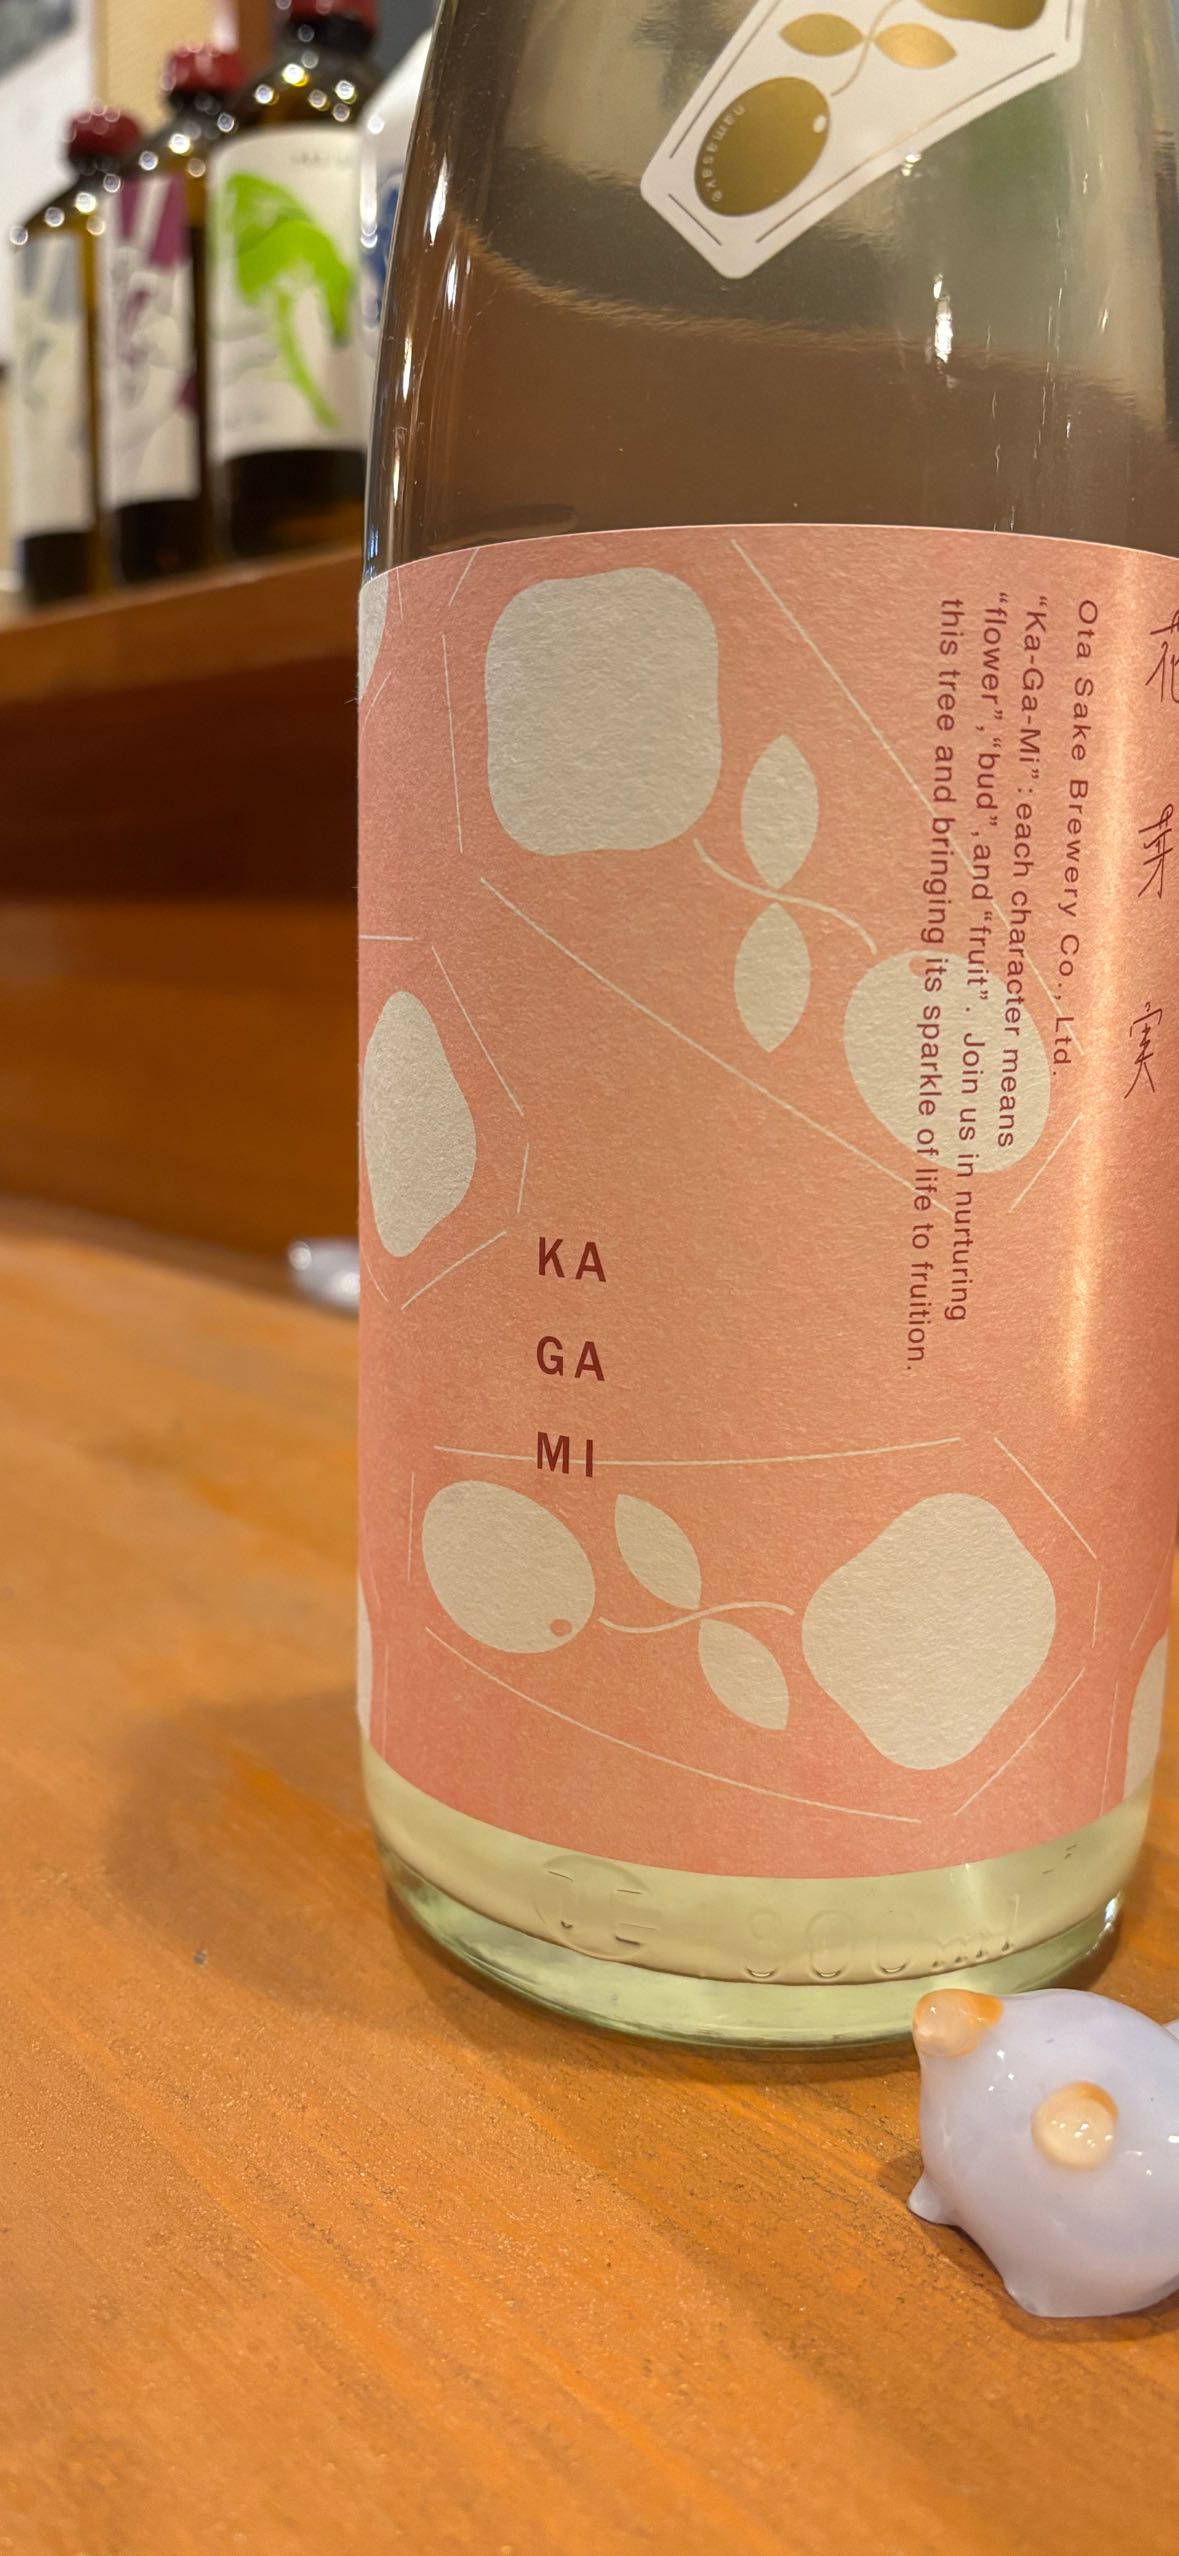 namasake
花
芽
実
Ota Sake Brewery Co., Ltd.
“Ka-Ga-Mi” : each character means
“flower”, “bud”, and “fruit”. Join us in nurturing
this tree and bringing its sparkle of life to fruition.
KA
GA
MI
900ml